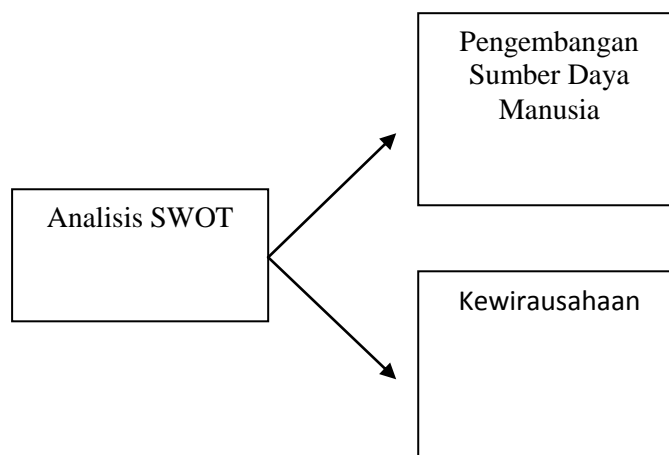 Pengembangan
Sumber Daya
Manusia
Analisis SWOT
Kewirausahaan